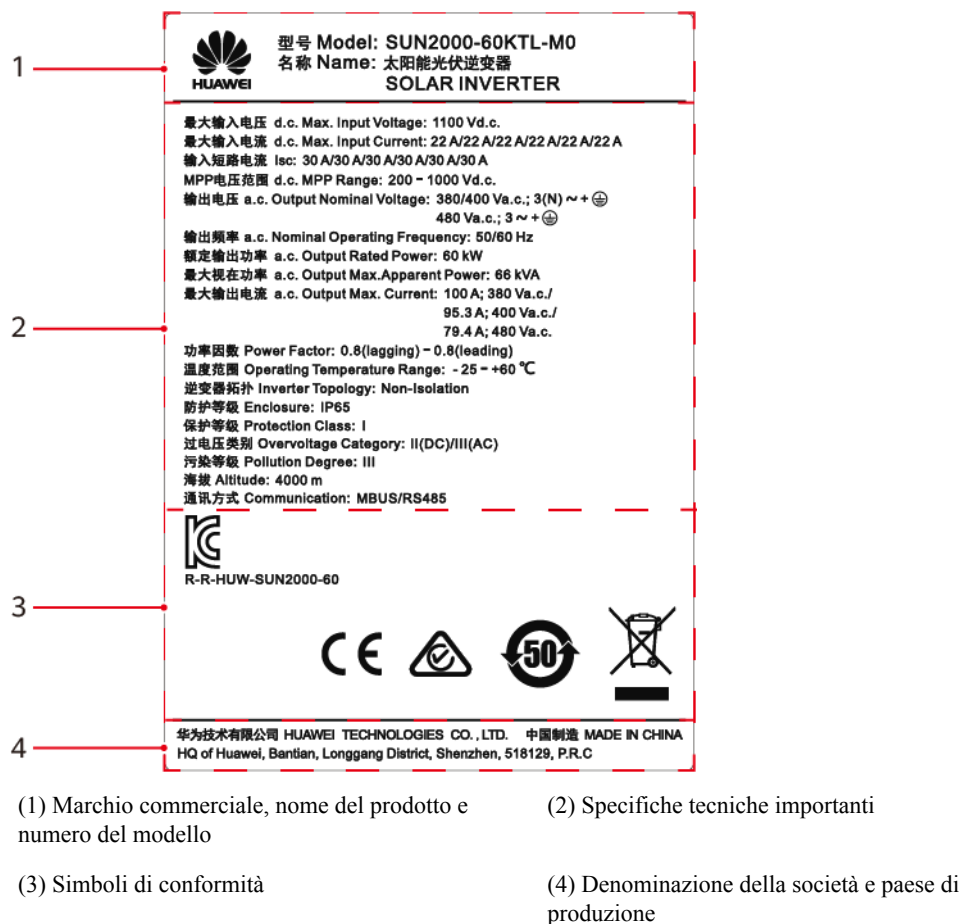 1
HUAWEI
型号 Model: SUN2000-60KTL-M0
名称 Name: 太阳能光伏逆变器
SOLAR INVERTER
2
最大输入电压 d.c. Max. Input Voltage: 1100 Vd.c.
最大输入电流 d.c. Max. Input Current: 22 A/22 A/22 A/22 A/22 A/22 A
输入短路电流 Isc: 30 A/30 A/30 A/30 A/30 A/30 A
MPP电压范围 d.c. MPP Range: 200 - 1000 Vd.c.
输出电压 a.c. Output Nominal Voltage: 380/400 Va.c.; 3(N) ~ + ⏚
480 Va.c.; 3 ~ + ⏚
输出频率 a.c. Nominal Operating Frequency: 50/60 Hz
额定输出功率 a.c. Output Rated Power: 60 kW
最大视在功率 a.c. Output Max.Apparent Power: 66 kVA
最大输出电流 a.c. Output Max. Current: 100 A; 380 Va.c./
95.3 A; 400 Va.c./
79.4 A; 480 Va.c.
功率因数 Power Factor: 0.8(lagging) - 0.8(leading)
温度范围 Operating Temperature Range: - 25 - +60 ℃
逆变器拓扑 Inverter Topology: Non-Isolation
防护等级 Enclosure: IP65
保护等级 Protection Class: I
过电压类别 Overvoltage Category: II(DC)/III(AC)
污染等级 Pollution Degree: III
海拔 Altitude: 4000 m
通讯方式 Communication: MBUS/RS485
3
R-R-HUW-SUN2000-60
CE
50
4
华为技术有限公司 HUAWEI TECHNOLOGIES CO., LTD. 中国制造 MADE IN CHINA
HQ of Huawei, Bantian, Longgang District, Shenzhen, 518129, P.R.C
(1) Marchio commerciale, nome del prodotto e numero del modello
(2) Specifiche tecniche importanti
(3) Simboli di conformità
(4) Denominazione della società e paese di produzione